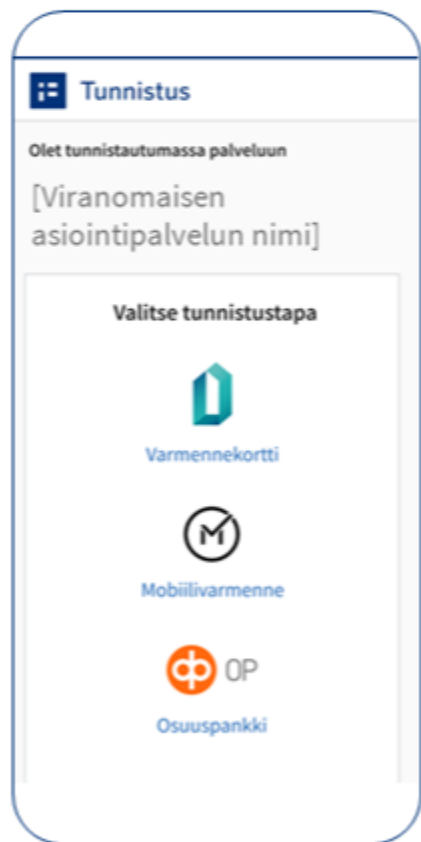 Tunnistus
Olet tunnistautumassa palveluun
[Viranomaisen
asiointipalvelun nimi]
Valitse tunnistustapa
Varmennekortti
M
Mobiilivarmenne
OP
Osuuspankki